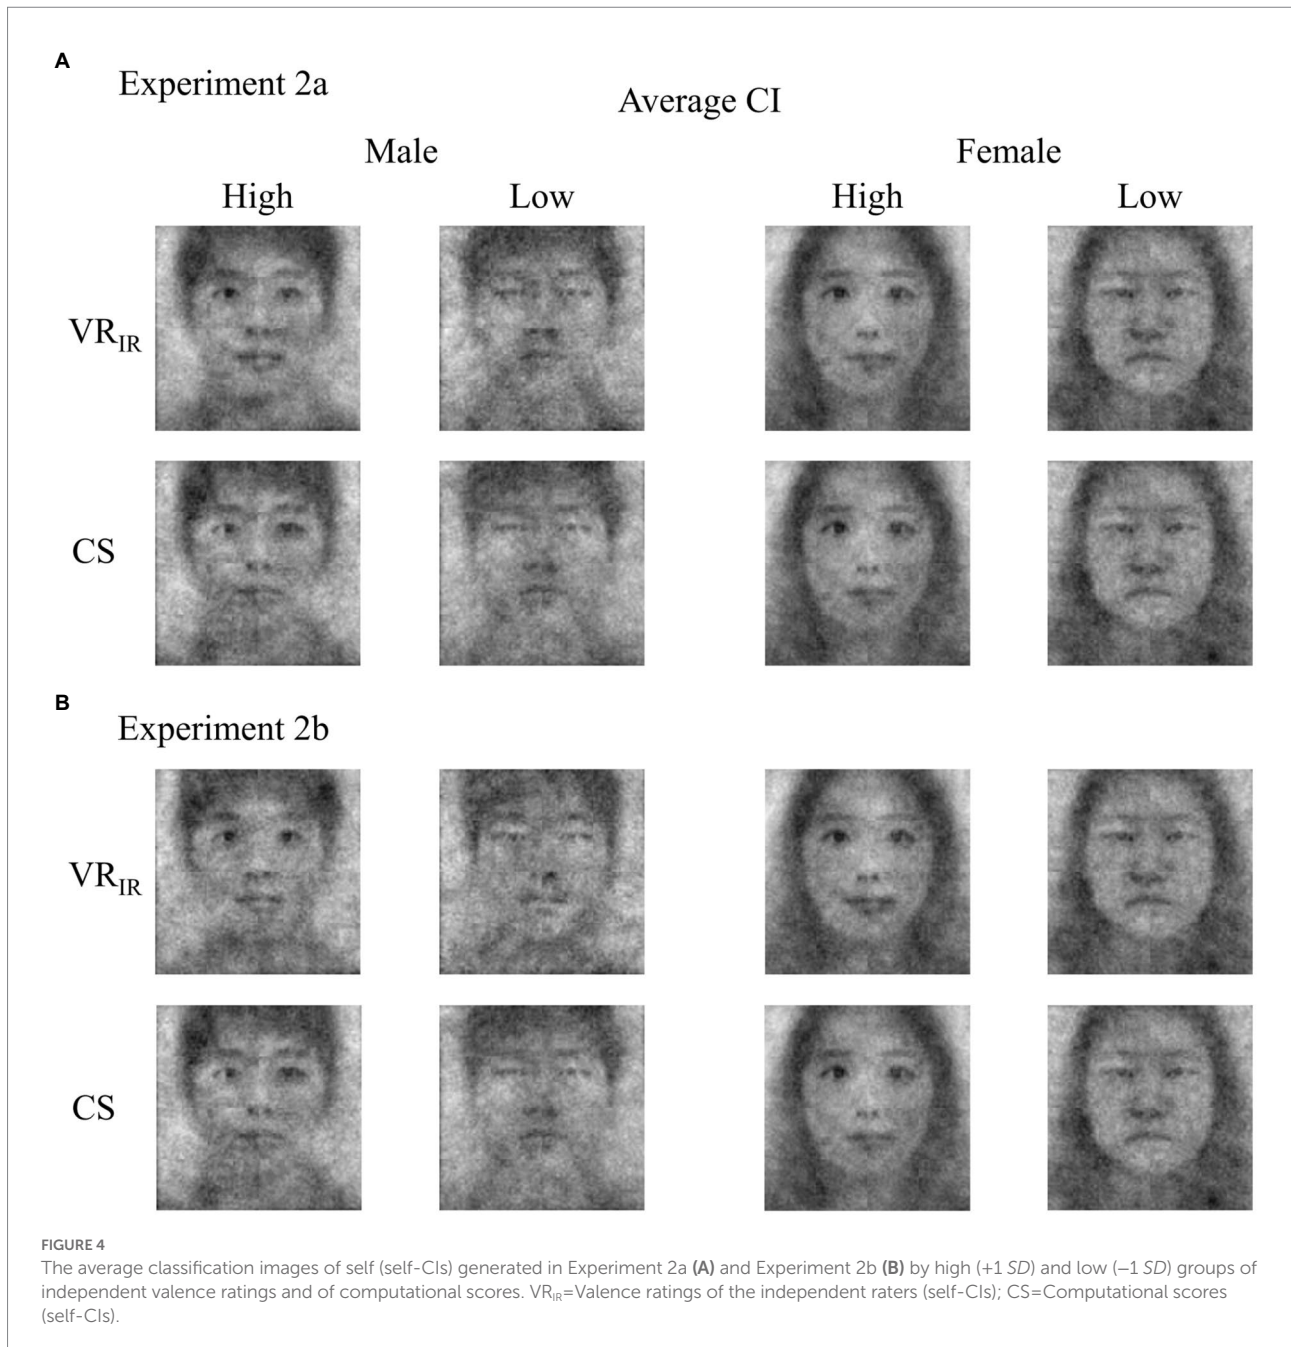 A
Experiment 2a
Average CI
Male Female
High Low High Low
VR_IR
CS
B
Experiment 2b
VR_IR
CS
FIGURE 4
The average classification images of self (self-CIs) generated in Experiment 2a (A) and Experiment 2b (B) by high (+1 SD) and low (−1 SD) groups of
independent valence ratings and of computational scores. VR_IR=Valence ratings of the independent raters (self-CIs); CS=Computational scores
(self-CIs).